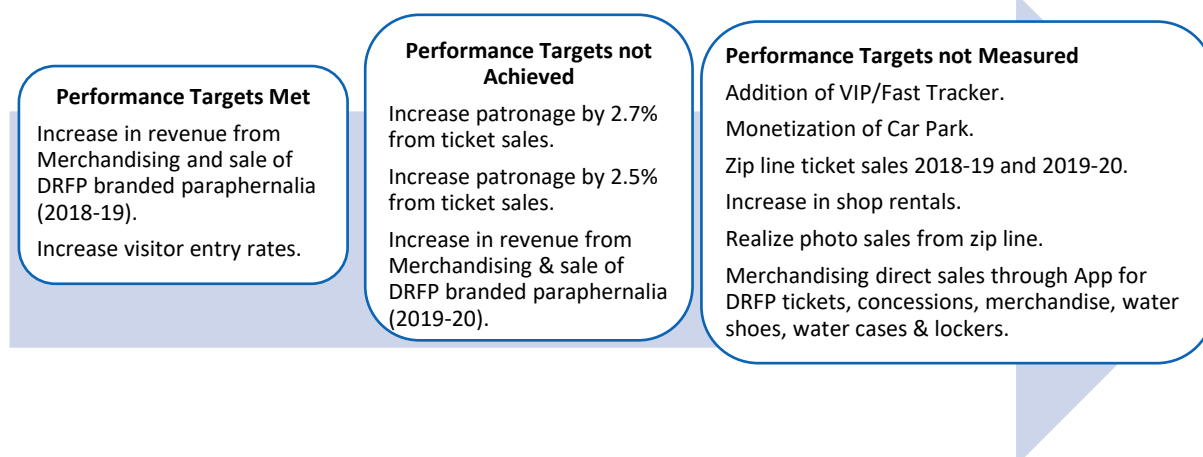 Performance Targets Met
Increase in revenue from
Merchandising and sale of
DRFP branded paraphernalia
(2018-19).
Increase visitor entry rates.
Performance Targets not
Achieved
Increase patronage by 2.7%
from ticket sales.
Increase patronage by 2.5%
from ticket sales.
Increase in revenue from
Merchandising & sale of
DRFP branded paraphernalia
(2019-20).
Performance Targets not Measured
Addition of VIP/Fast Tracker.
Monetization of Car Park.
Zip line ticket sales 2018-19 and 2019-20.
Increase in shop rentals.
Realize photo sales from zip line.
Merchandising direct sales through App for
DRFP tickets, concessions, merchandise, water
shoes, water cases & lockers.